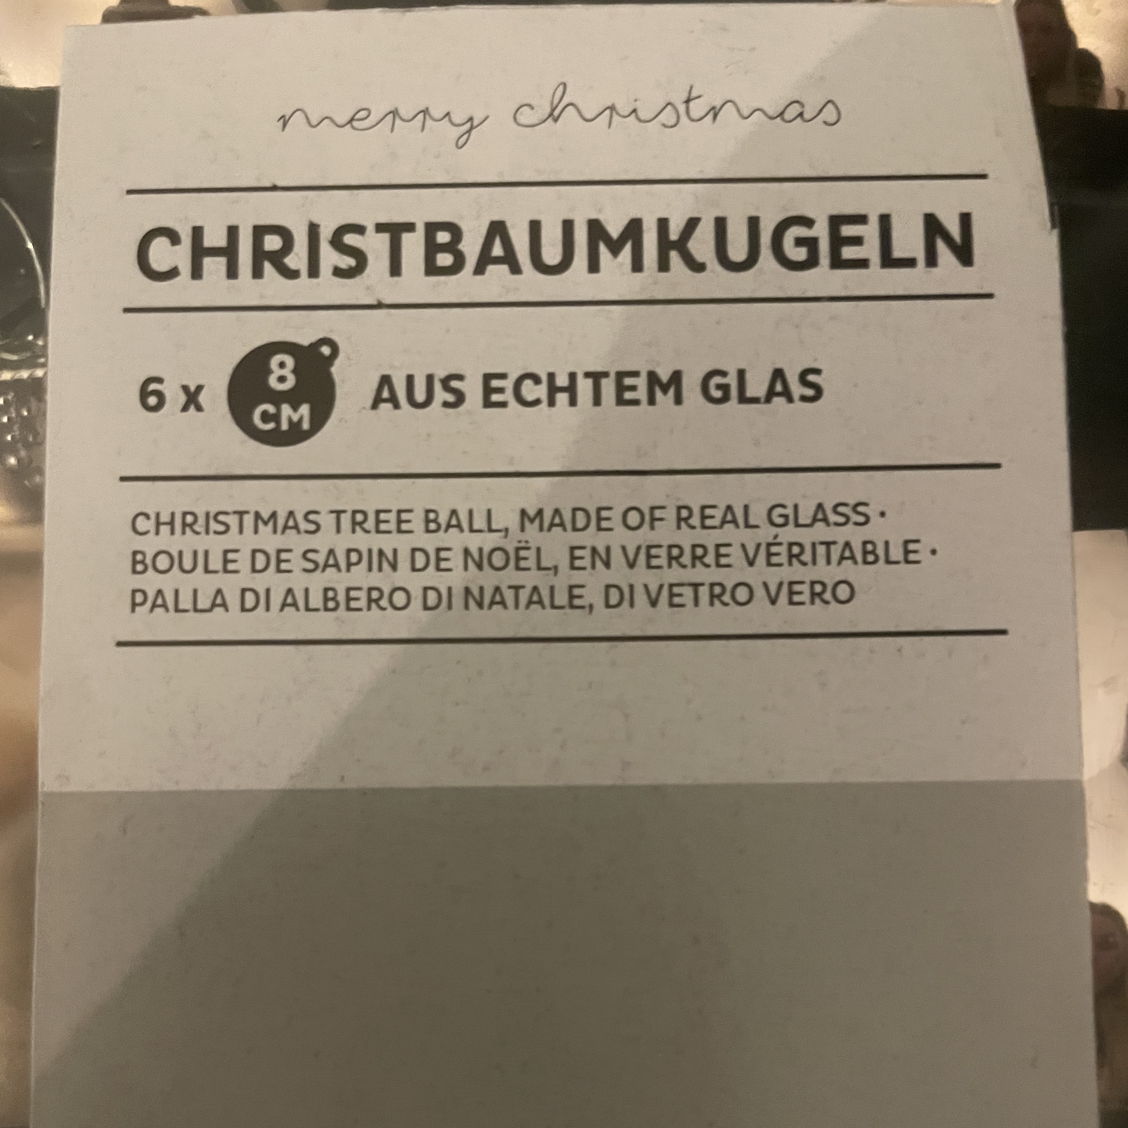 merry christmas
CHRISTBAUMKUGELN
6 x 8 CM AUS ECHTEM GLAS
CHRISTMAS TREE BALL, MADE OF REAL GLASS •
BOULE DE SAPIN DE NOËL, EN VERRE VÉRITABLE •
PALLA DI ALBERO DI NATALE, DI VETRO VERO